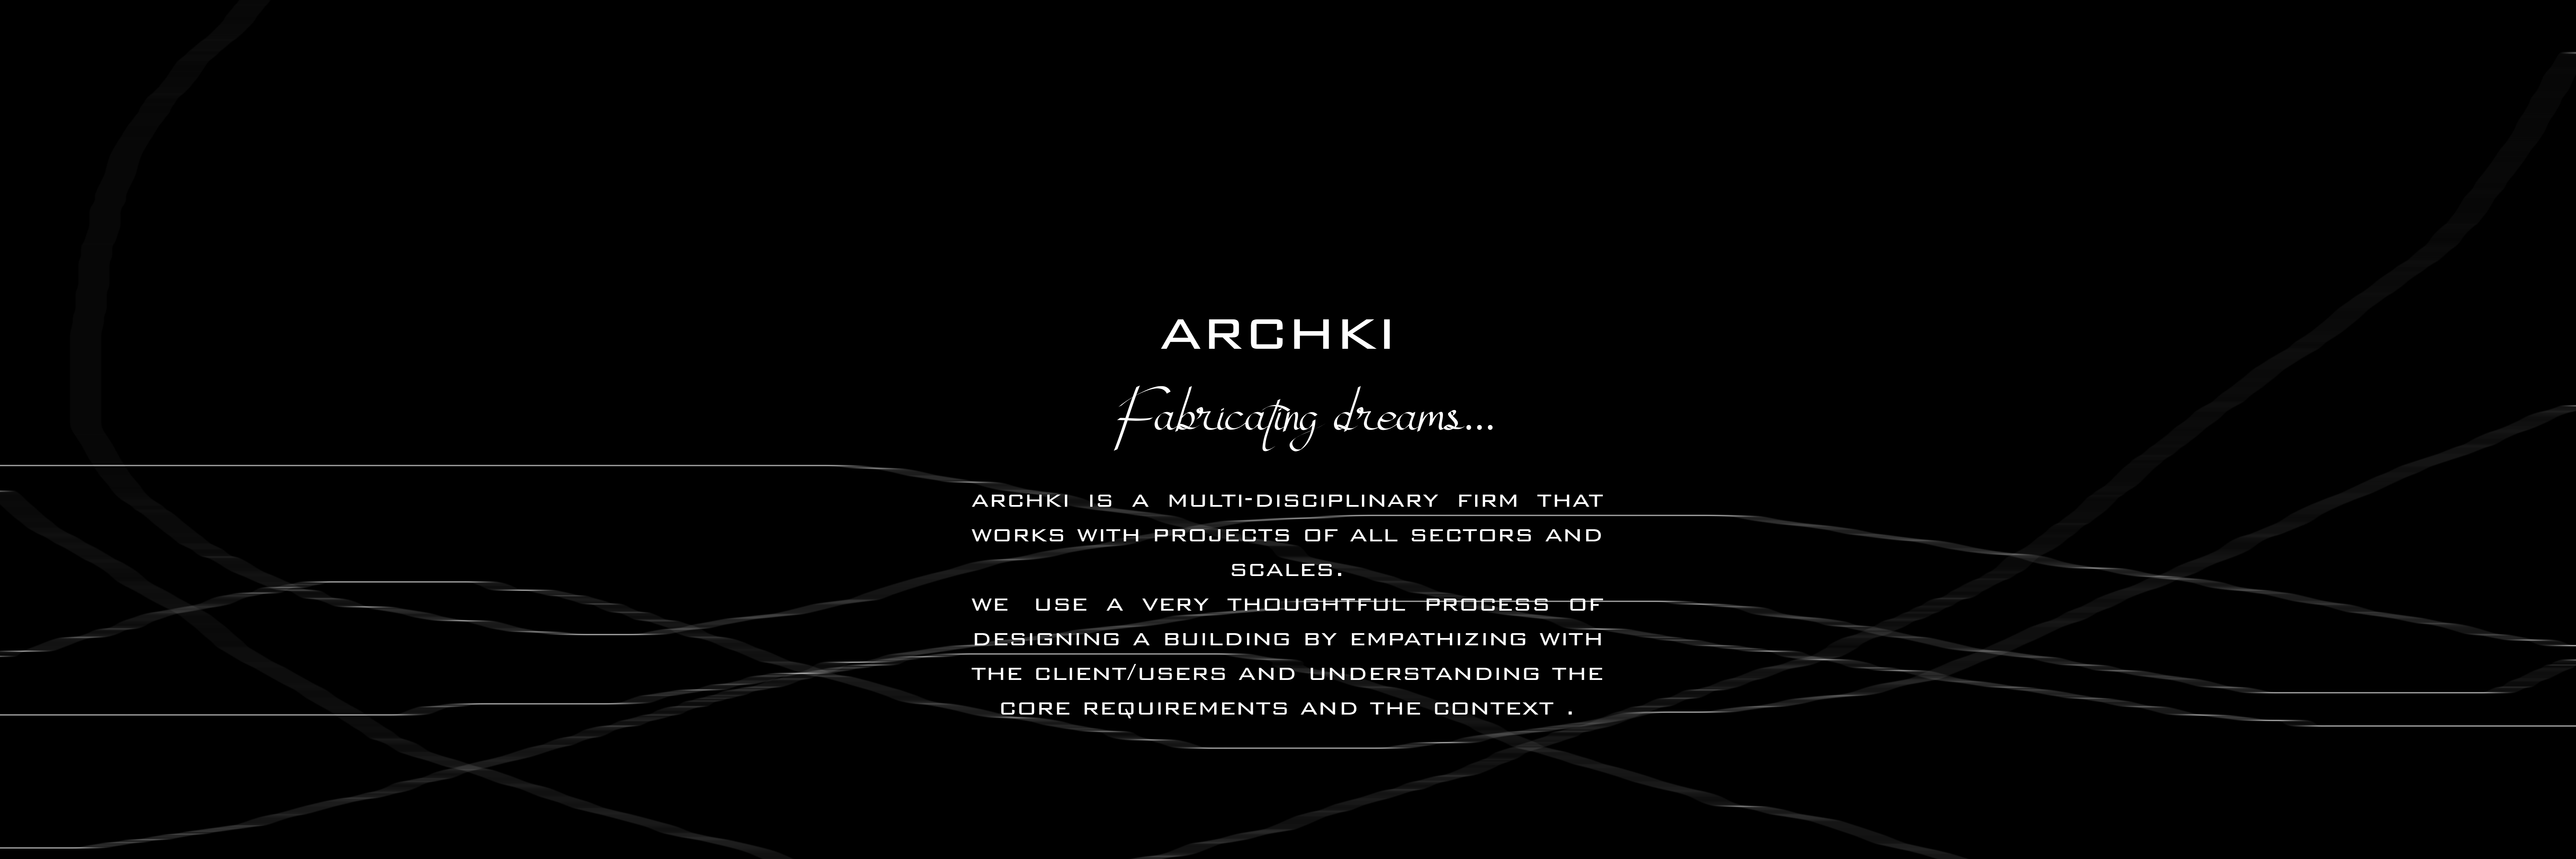 ARCHKI
Fabricating dreams...
ARCHKI IS A MULTI-DISCIPLINARY FIRM THAT
WORKS WITH PROJECTS OF ALL SECTORS AND
SCALES.
WE USE A VERY THOUGHTFUL PROCESS OF
DESIGNING A BUILDING BY EMPATHIZING WITH
THE CLIENT/USERS AND UNDERSTANDING THE
CORE REQUIREMENTS AND THE CONTEXT .